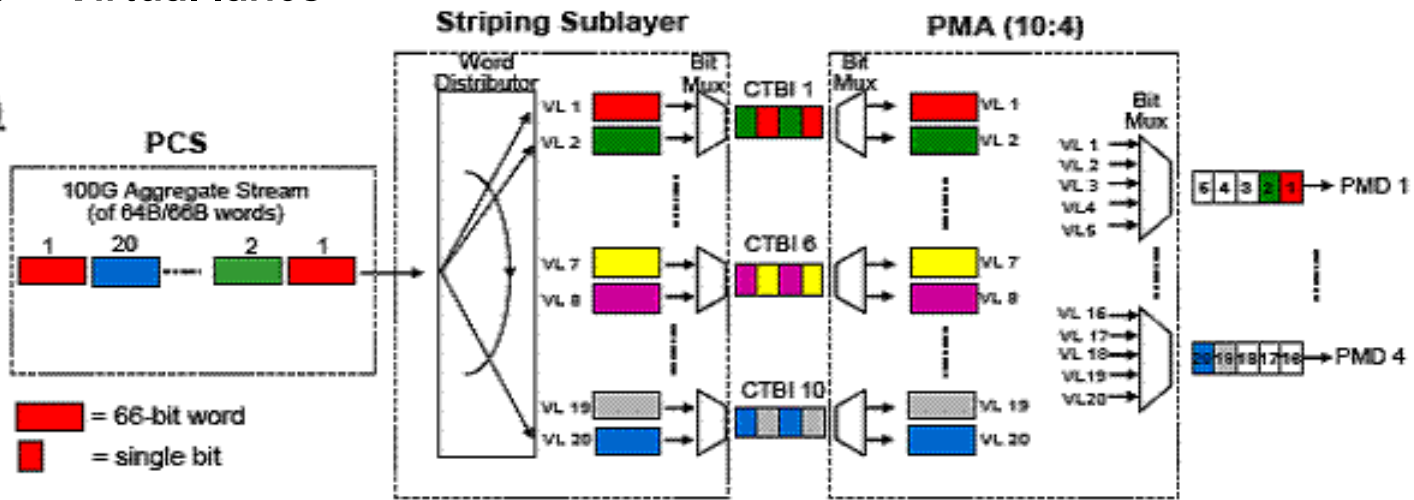 Striping Sublayer
PMA (10:4)
PCS
100G Aggregate Stream
(of 64B/66B words)
1 20 2 1
= 66-bit word
= single bit
Word
Distributor
VL 1
VL 2
VL 7
VL 8
VL 19
VL 20
Bit
Mux
CTBI 1
CTBI 6
CTBI 10
Bit
Mux
VL 1
VL 2
VL 7
VL 8
VL 19
VL 20
Bit
Mux
VL 1
VL 2
VL 3
VL4
VL5
VL 16
VL 17
VL 18
VL19
VL20
5 4 3 2 1
PMD 1
20 19 18 17 16
PMD 4